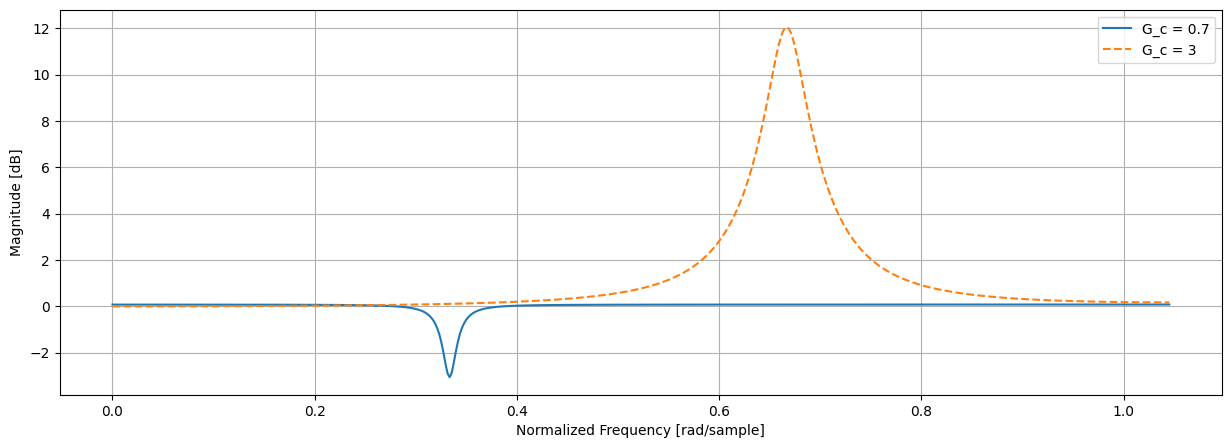 12
10
8
6
4
2
0
−2
Magnitude [dB]
G_c = 0.7
G_c = 3
0.0 0.2 0.4 0.6 0.8 1.0
Normalized Frequency [rad/sample]